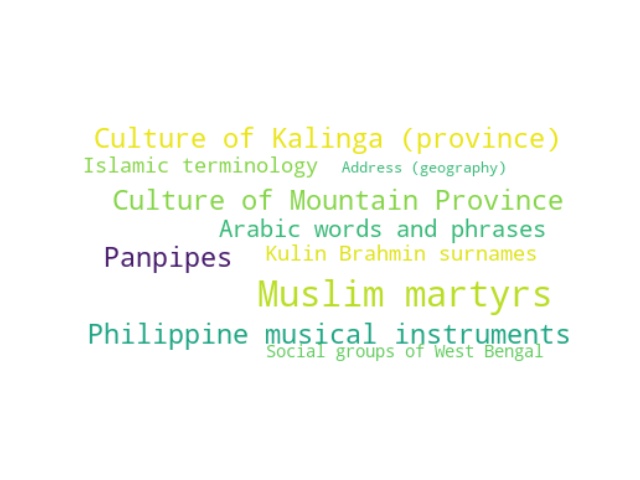 Culture of Kalinga (province)
Islamic terminology
Address (geography)
Culture of Mountain Province
Arabic words and phrases
Panpipes
Kulin Brahmin surnames
Muslim martyrs
Philippine musical instruments
Social groups of West Bengal